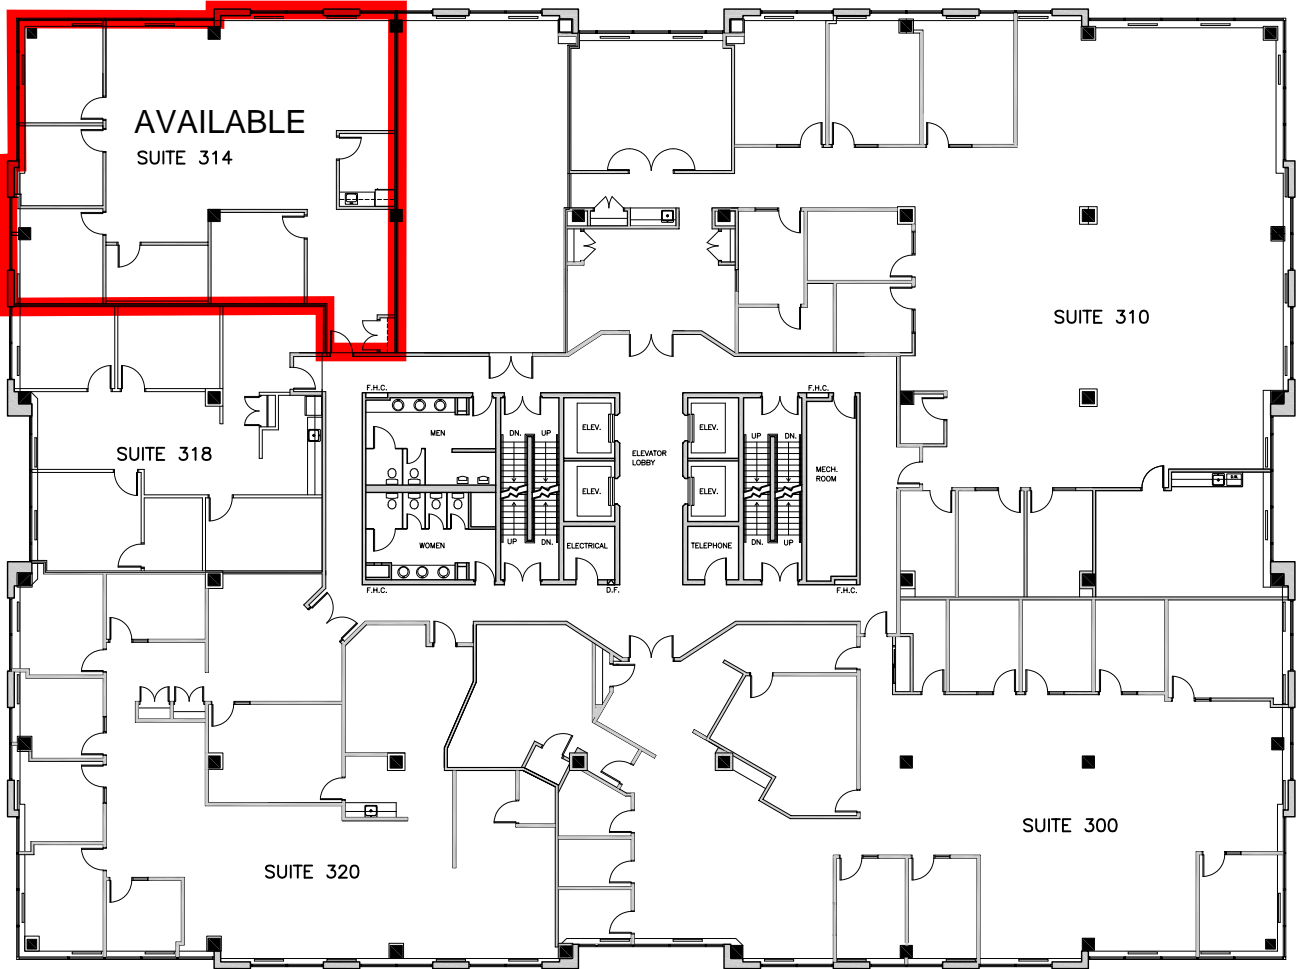 AVAILABLE
SUITE 314
SUITE 310
F.H.C.
F.H.C.
MEN
DN.
UP
ELEV.
ELEV.
UP
DN.
SUITE 318
ELEVATOR
LOBBY
MECH.
ROOM
ELEV.
ELEV.
WOMEN
UP
DN.
ELECTRICAL
TELEPHONE
DN.
UP
F.H.C.
D.F.
F.H.C.
SUITE 300
SUITE 320